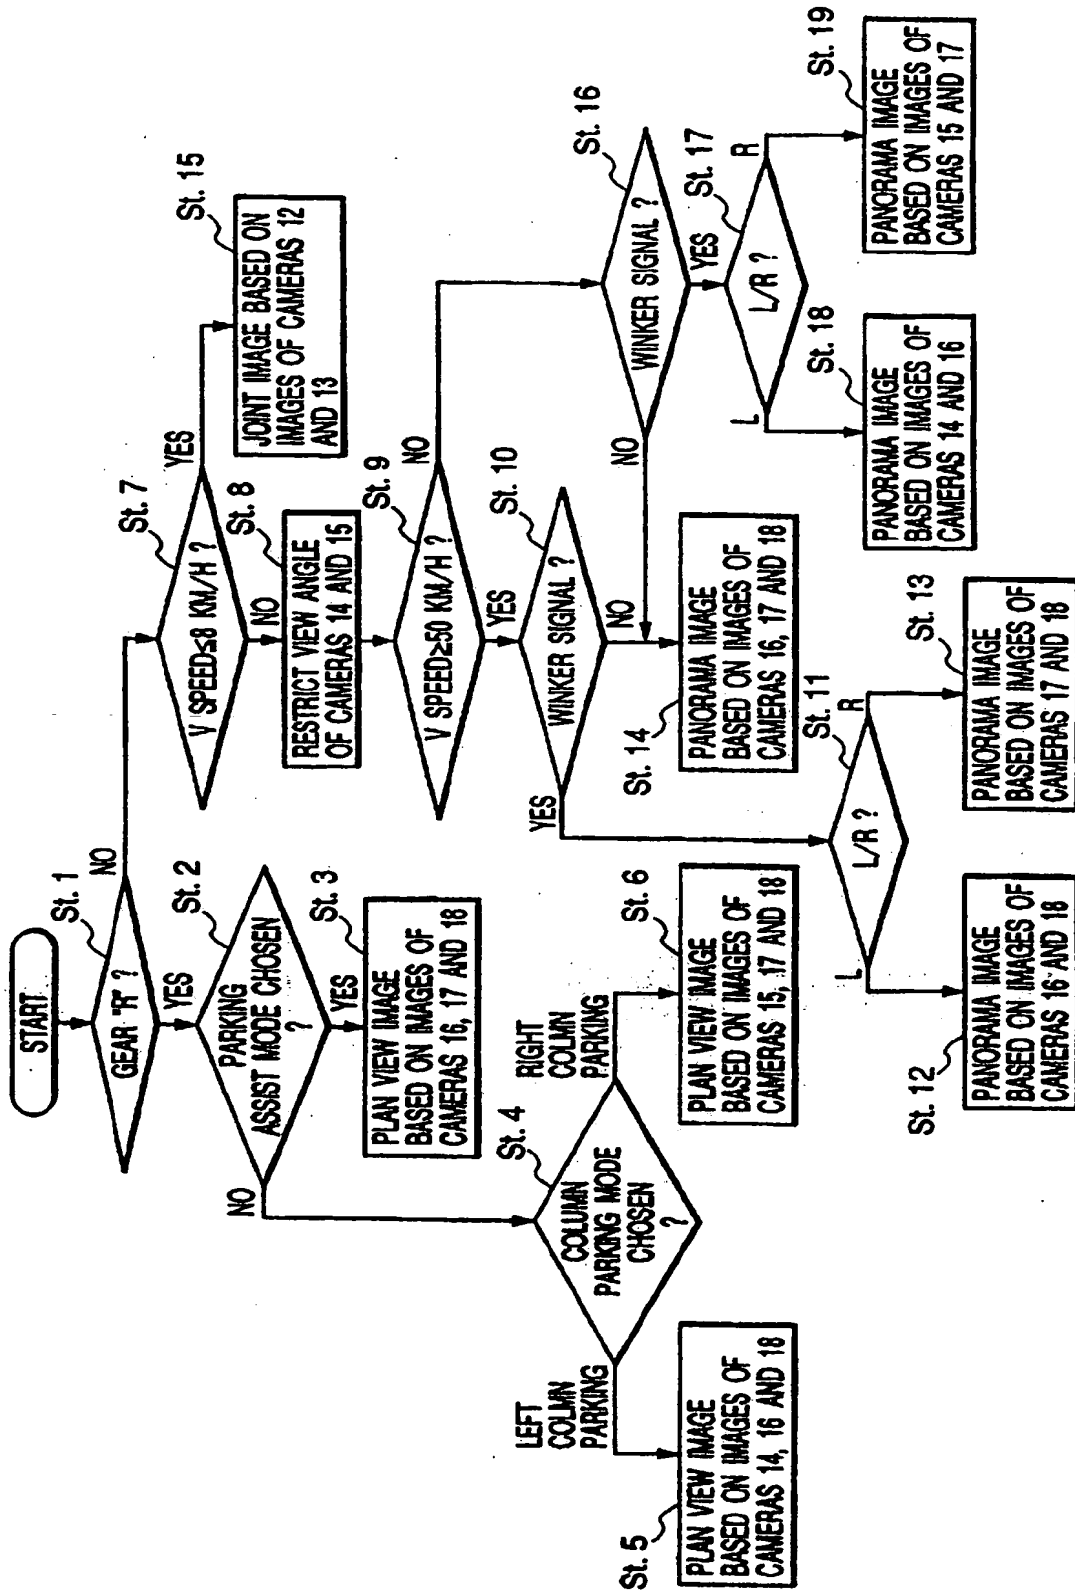 START
St. 1
GEAR "R" ?
NO
YES
St. 2
PARKING
ASSIST MODE CHOSEN
?
NO
YES
St. 3
PLAN VIEW IMAGE
BASED ON IMAGES OF
CAMERAS 16, 17 AND 18
St. 4
COLUMN
PARKING MODE
CHOSEN
?
LEFT
COLMN
PARKING
RIGHT
COLMN
PARKING
St. 5
PLAN VIEW IMAGE
BASED ON IMAGES OF
CAMERAS 14, 16 AND 18
St. 6
PLAN VIEW IMAGE
BASED ON IMAGES OF
CAMERAS 15, 17 AND 18
St. 7
V SPEED≤8 KM/H ?
YES
NO
St. 15
JOINT IMAGE BASED ON
IMAGES OF CAMERAS 12
AND 13
St. 8
RESTRICT VIEW ANGLE
OF CAMERAS 14 AND 15
St. 9
V SPEED≥50 KM/H ?
NO
YES
St. 10
WINKER SIGNAL ?
YES
NO
St. 14
PANORAMA IMAGE
BASED ON IMAGES OF
CAMERAS 16, 17 AND 18
St. 11
L/R ?
L
R
St. 12
PANORAMA IMAGE
BASED ON IMAGES OF
CAMERAS 16 AND 18
St. 13
PANORAMA IMAGE
BASED ON IMAGES OF
CAMERAS 17 AND 18
St. 16
WINKER SIGNAL ?
NO
YES
St. 17
L/R ?
L
R
St. 18
PANORAMA IMAGE
BASED ON IMAGES OF
CAMERAS 14 AND 16
St. 19
PANORAMA IMAGE
BASED ON IMAGES OF
CAMERAS 15 AND 17